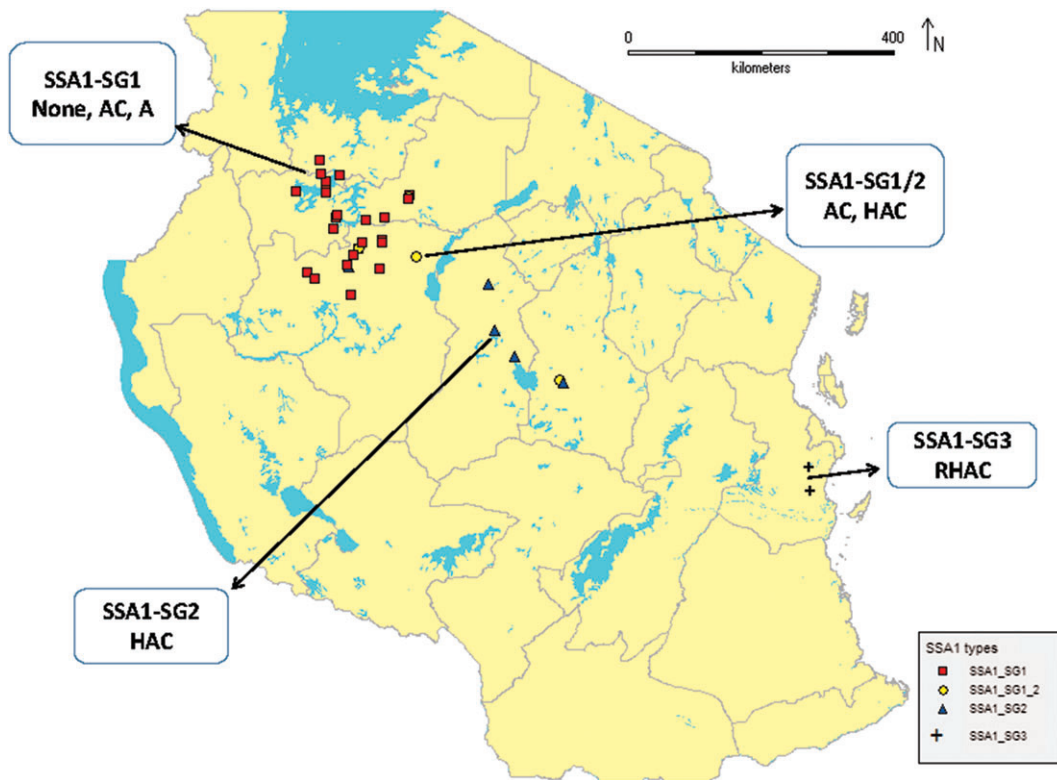 0
400
N
kilometers
SSA1-SG1
None, AC, A
SSA1-SG1/2
AC, HAC
SSA1-SG3
RHAC
SSA1-SG2
HAC
SSA1 types
SSA1_SG1
SSA1_SG1_2
SSA1_SG2
SSA1_SG3